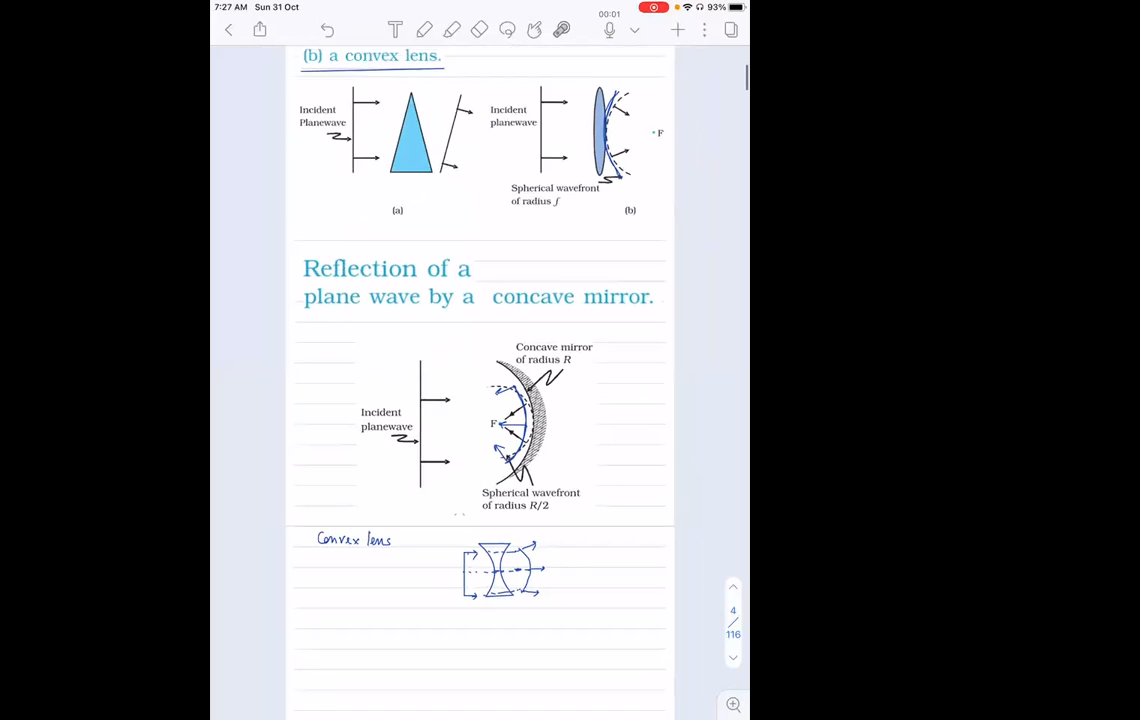 7:27 AM Sun 31 Oct
00:01
93%
T
(b) a convex lens.
Incident
Planewave
Incident
planewave
F
Spherical wavefront
of radius f
(a)
(b)
Reflection of a
plane wave by a concave mirror.
Concave mirror
of radius R
Incident
planewave
F
Spherical wavefront
of radius R/2
Convex lens
4
/
116